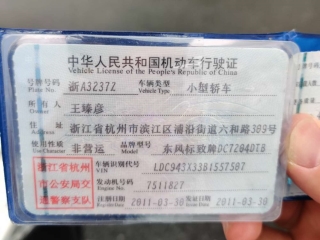 中华人民共和国机动车行驶证
Vehicle License of the People's Republic of China
号牌号码 浙A3237Z 车辆类型 小型轿车
Plate No. Vehicle Type
所有人 王臻彦
Owner
住址 浙江省杭州市滨江区浦沿街道六和路309号
Address
使用性质 非营运 品牌型号 东风标致牌DC7204DTB
Use Character Model
浙江省杭州
市公安局交
通警察支队
车辆识别代号 LDC943X33B1557507
VIN
发动机号码 7511827
Engine No.
注册日期 2011-03-30 发证日期 2011-03-30